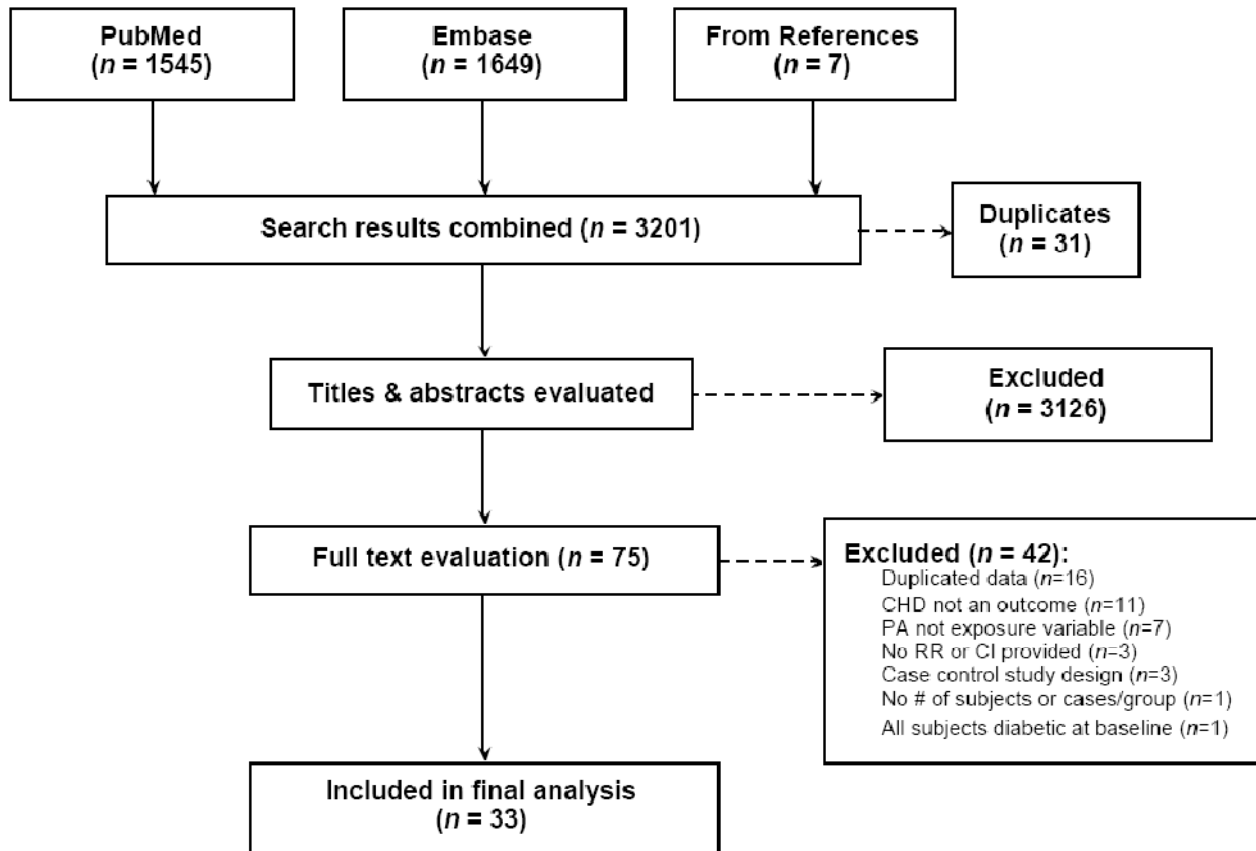 PubMed
(n = 1545)
Embase
(n = 1649)
From References
(n = 7)
Search results combined (n = 3201)
Duplicates
(n = 31)
Titles & abstracts evaluated
Excluded
(n = 3126)
Full text evaluation (n = 75)
Excluded (n = 42):
Duplicated data (n=16)
CHD not an outcome (n=11)
PA not exposure variable (n=7)
No RR or CI provided (n=3)
Case control study design (n=3)
No # of subjects or cases/group (n=1)
All subjects diabetic at baseline (n=1)
Included in final analysis
(n = 33)